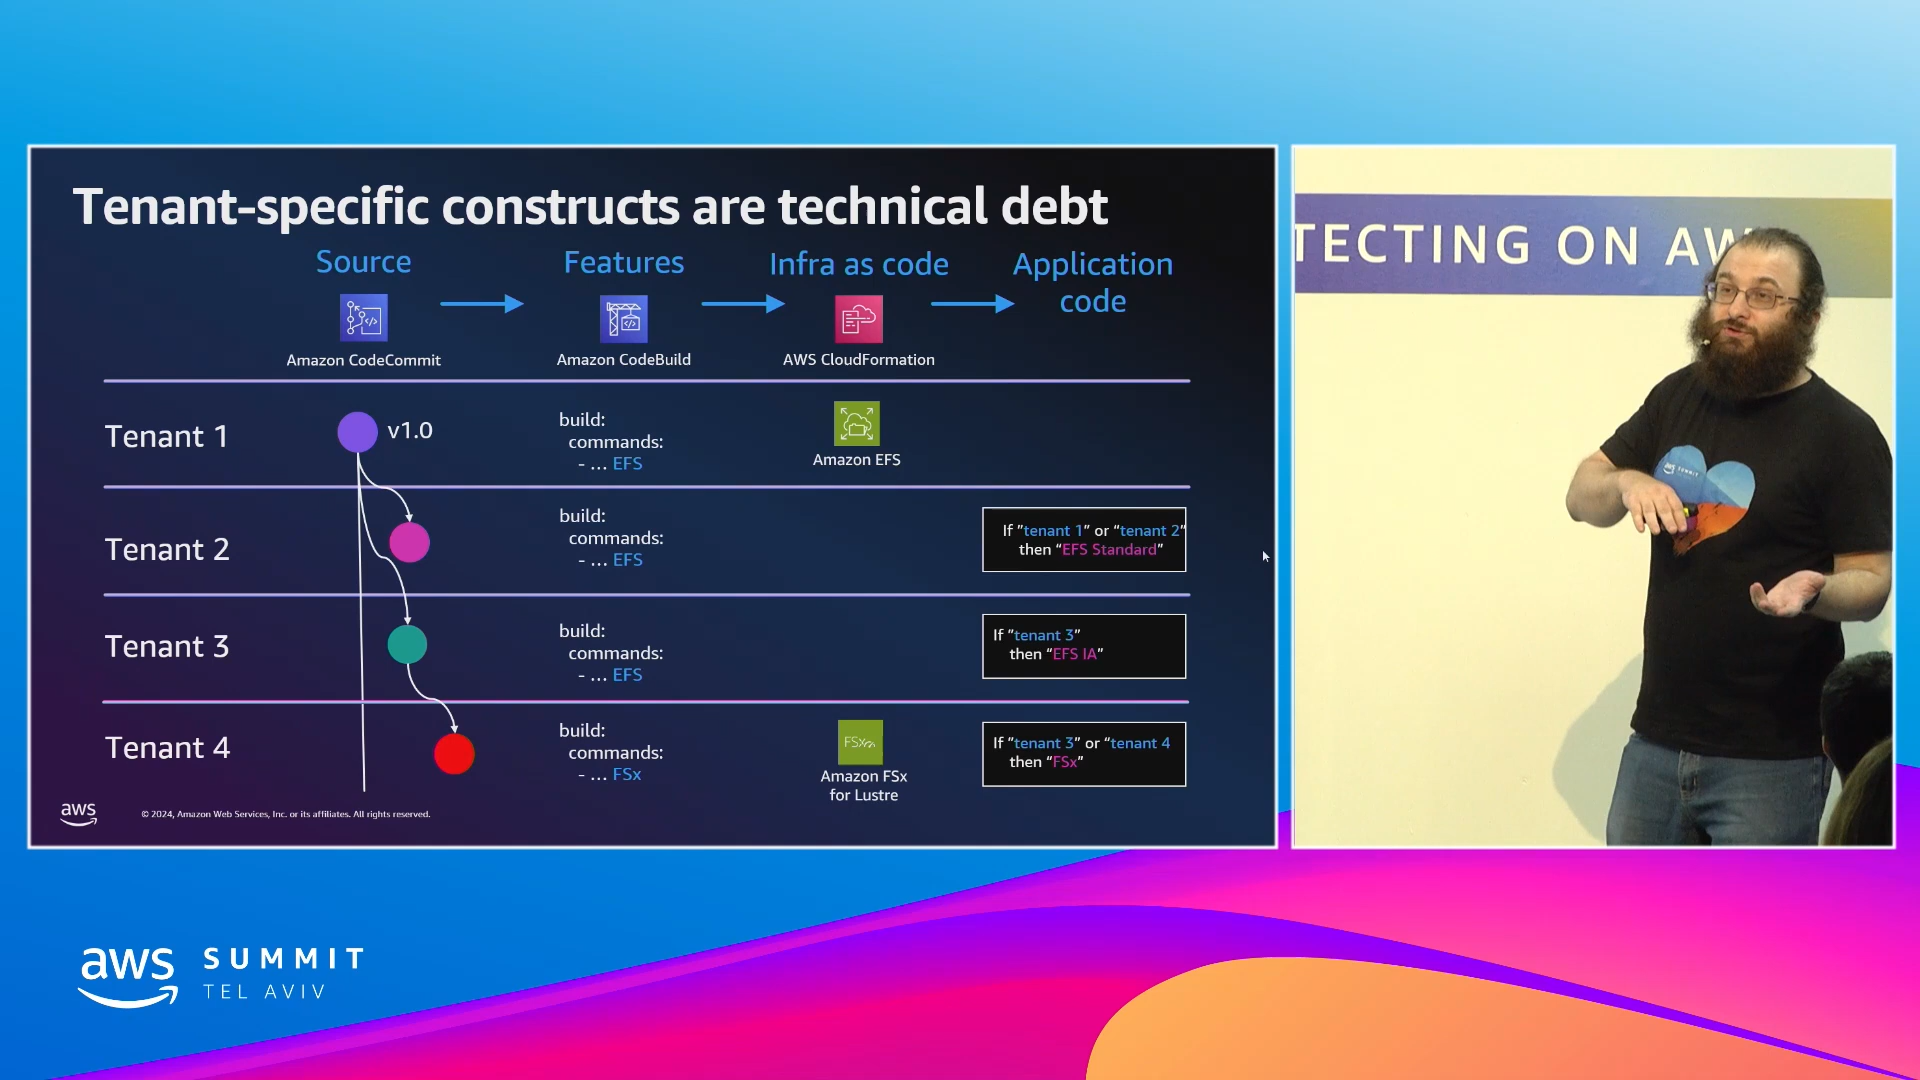 Tenant-specific constructs are technical debt
Source
Features
Infra as code
Application
code
Amazon CodeCommit
Amazon CodeBuild
AWS CloudFormation
Tenant 1
v1.0
build:
commands:
- ... EFS
Amazon EFS
Tenant 2
build:
commands:
- ... EFS
If "tenant 1" or “tenant 2"
then “EFS Standard”
Tenant 3
build:
commands:
- ... EFS
If "tenant 3"
then “EFS IA”
Tenant 4
build:
commands:
- ... FSx
FSx
Amazon FSx
for Lustre
If "tenant 3" or “tenant 4
then “FSx”
aws
© 2024, Amazon Web Services, Inc. or its affiliates. All rights reserved.
TECTING ON AW
aws
SUMMIT
aws SUMMIT
TEL AVIV